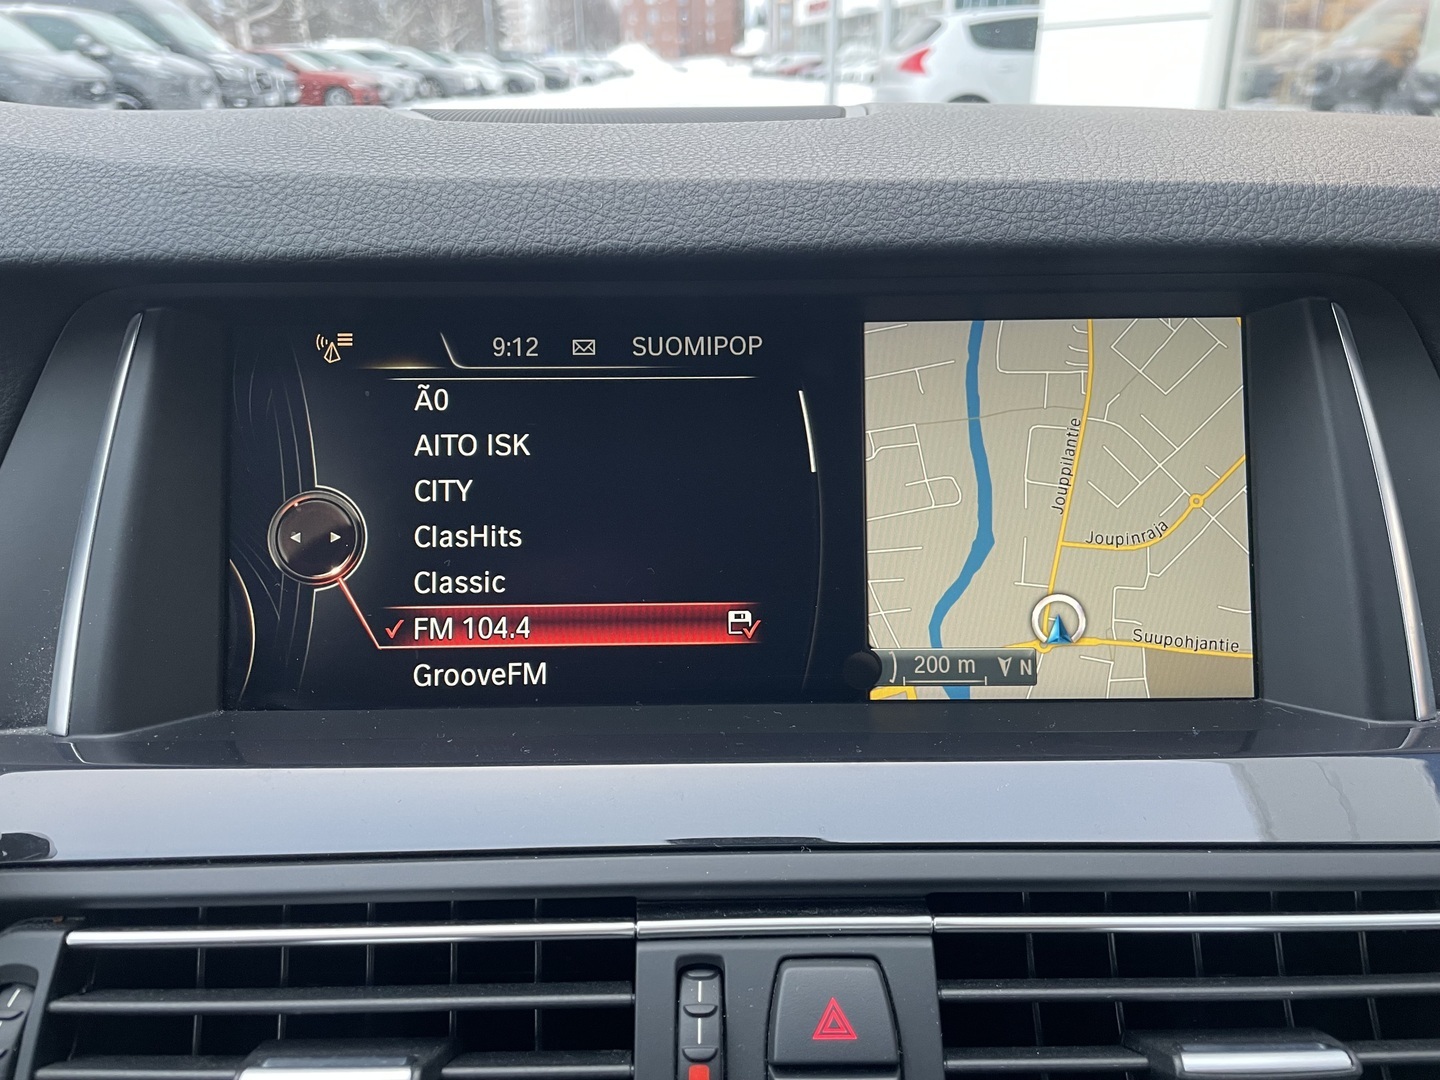 9:12 SUOMIPOP
Ã0
AITO ISK
CITY
ClasHits
Classic
FM 104.4
GrooveFM
Jouppilantie
Joupinraja
Suupohjantie
200 m N